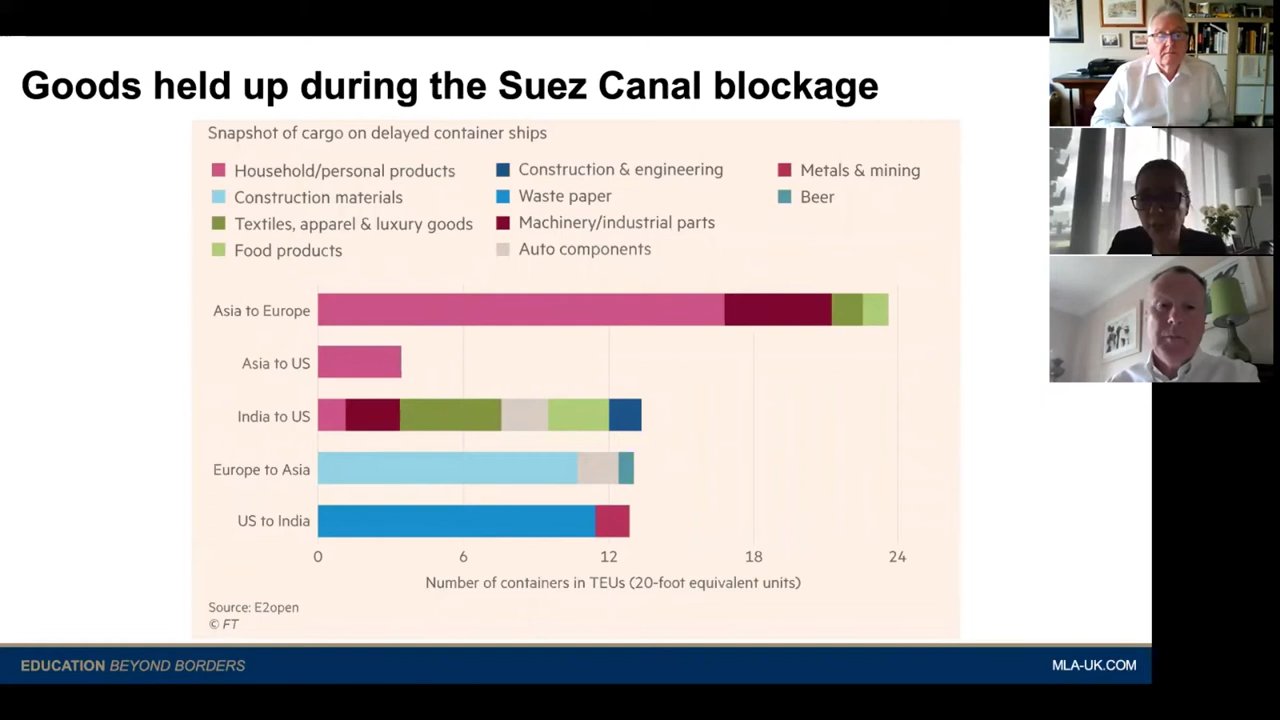 Goods held up during the Suez Canal blockage
Snapshot of cargo on delayed container ships
Household/personal products
Construction materials
Textiles, apparel & luxury goods
Food products
Construction & engineering
Waste paper
Machinery/industrial parts
Auto components
Metals & mining
Beer
Asia to Europe
Asia to US
India to US
Europe to Asia
US to India
0 6 12 18 24
Number of containers in TEUs (20-foot equivalent units)
Source: E2open
© FT
EDUCATION BEYOND BORDERS
MLA-UK.COM